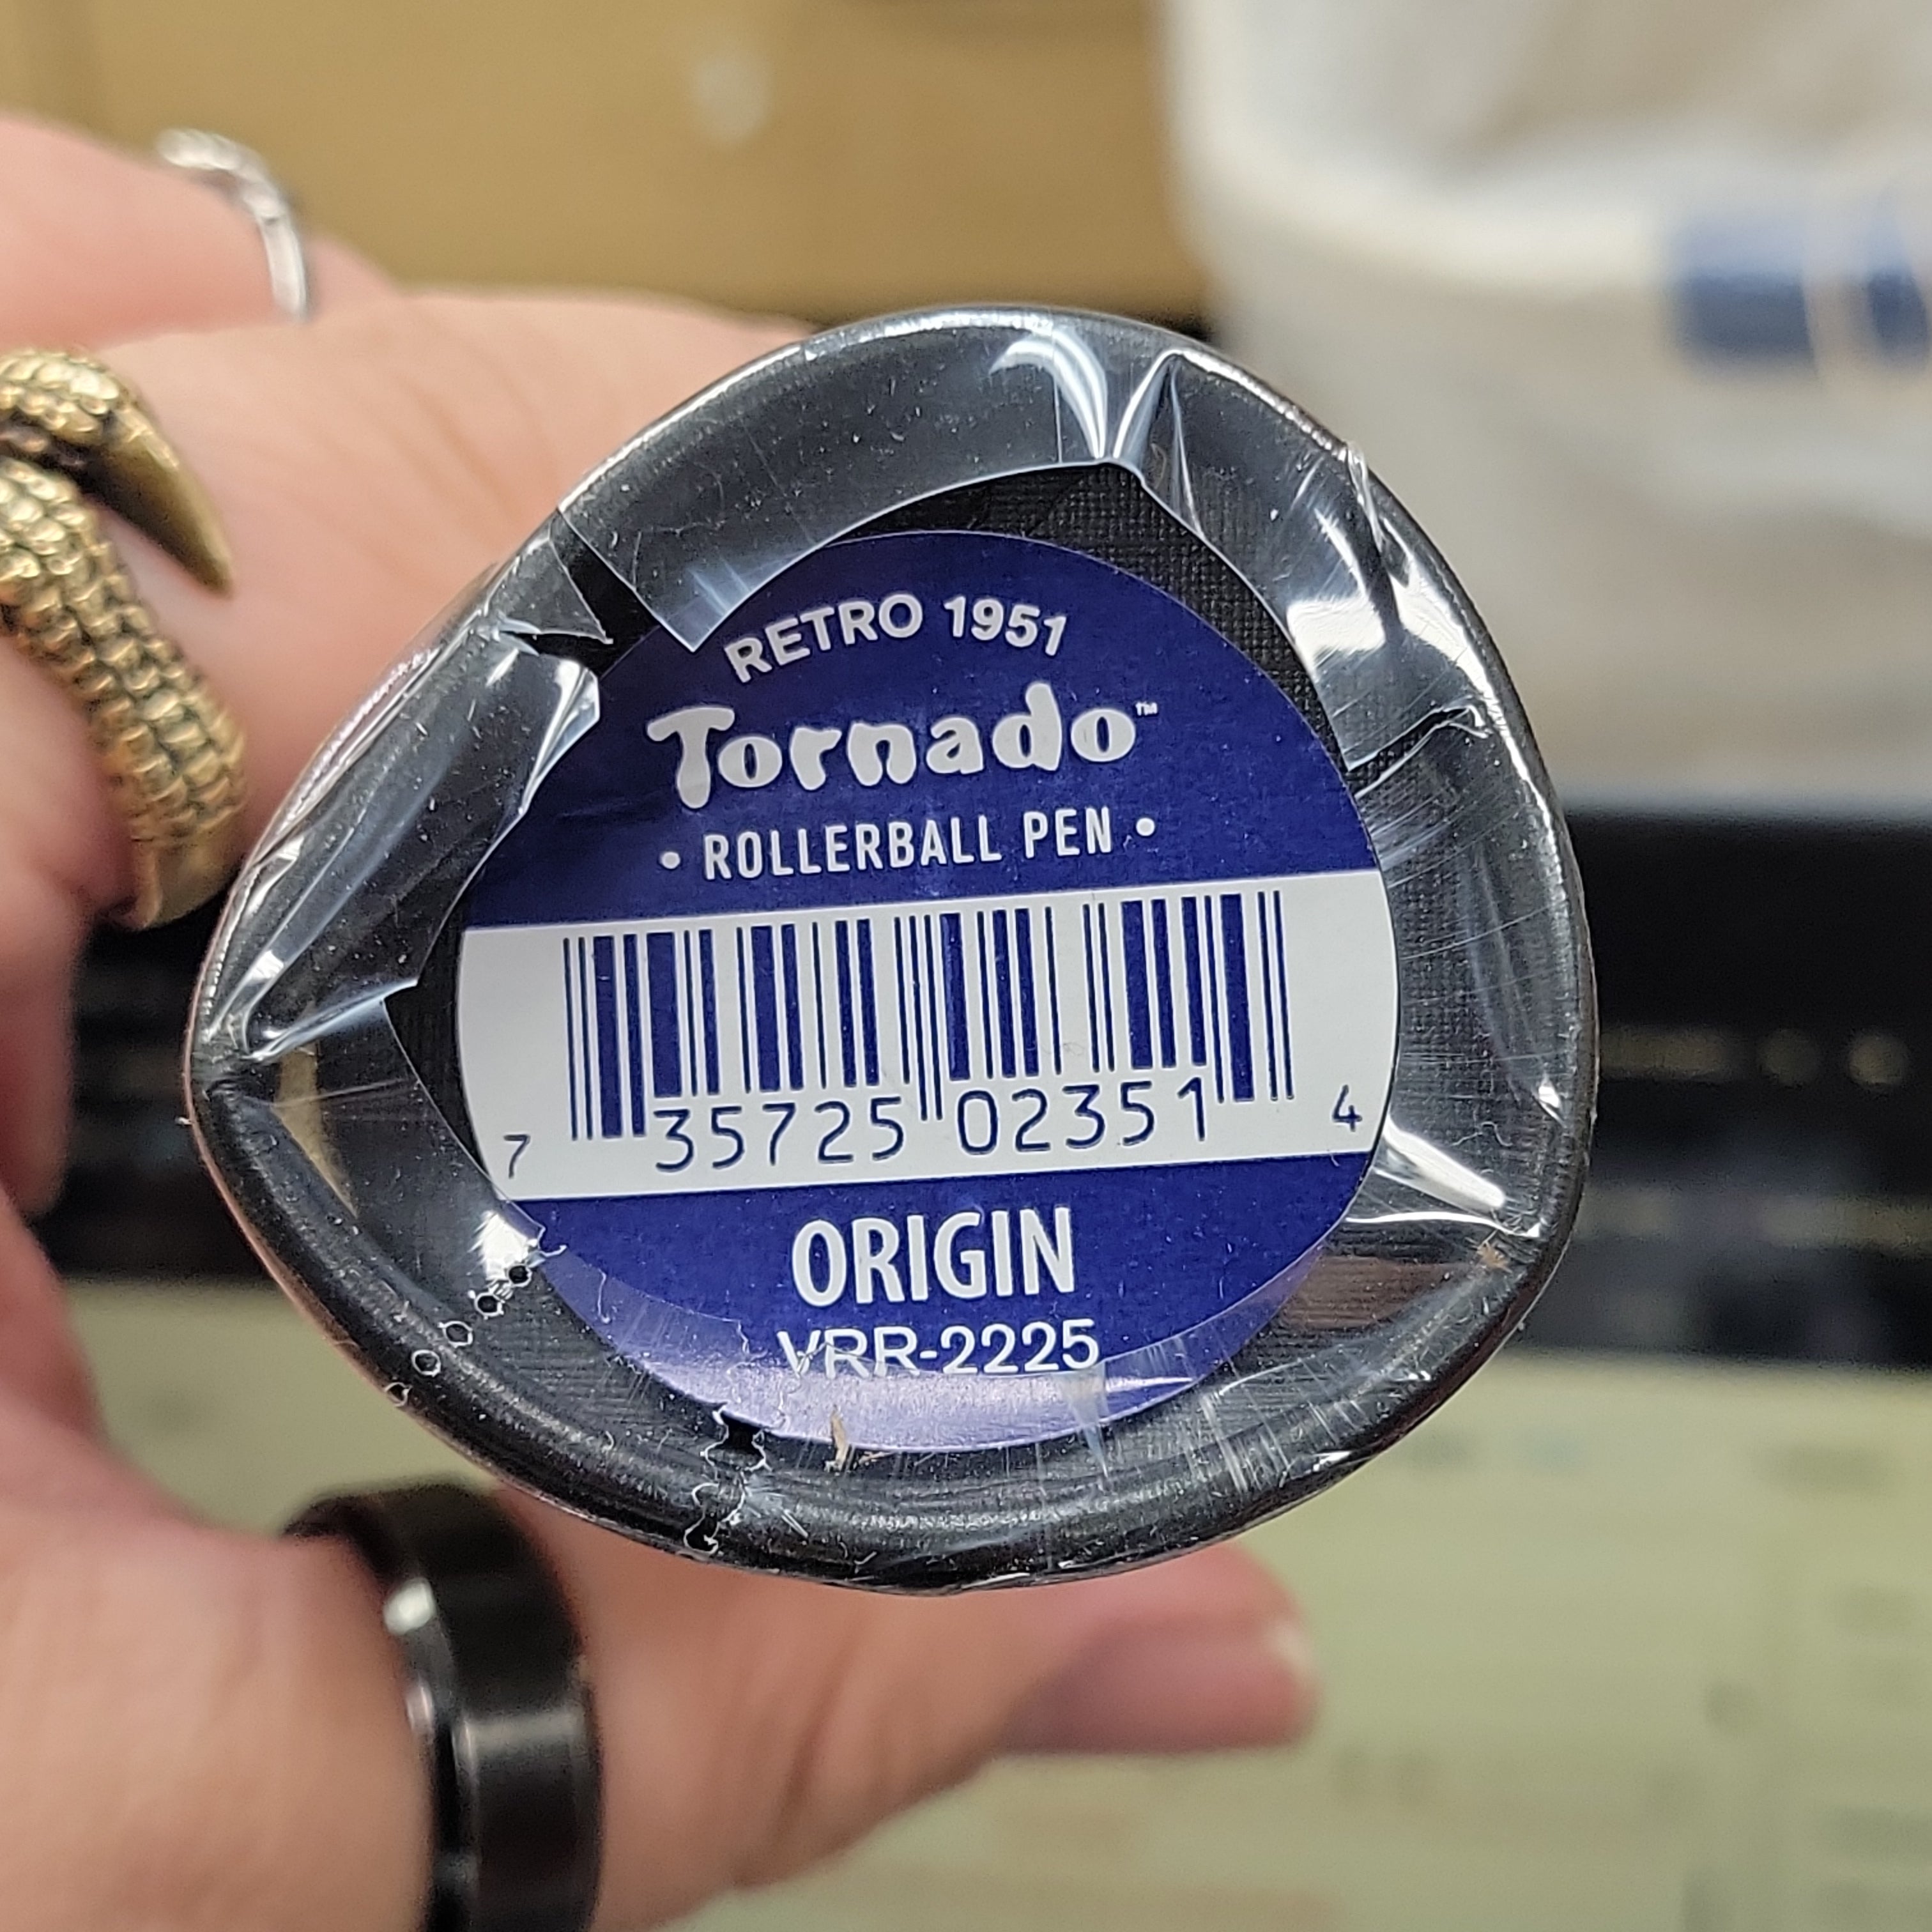 RETRO 1951
Tornado™
• ROLLERBALL PEN •
7 35725 02351 4
ORIGIN
VRR-2225